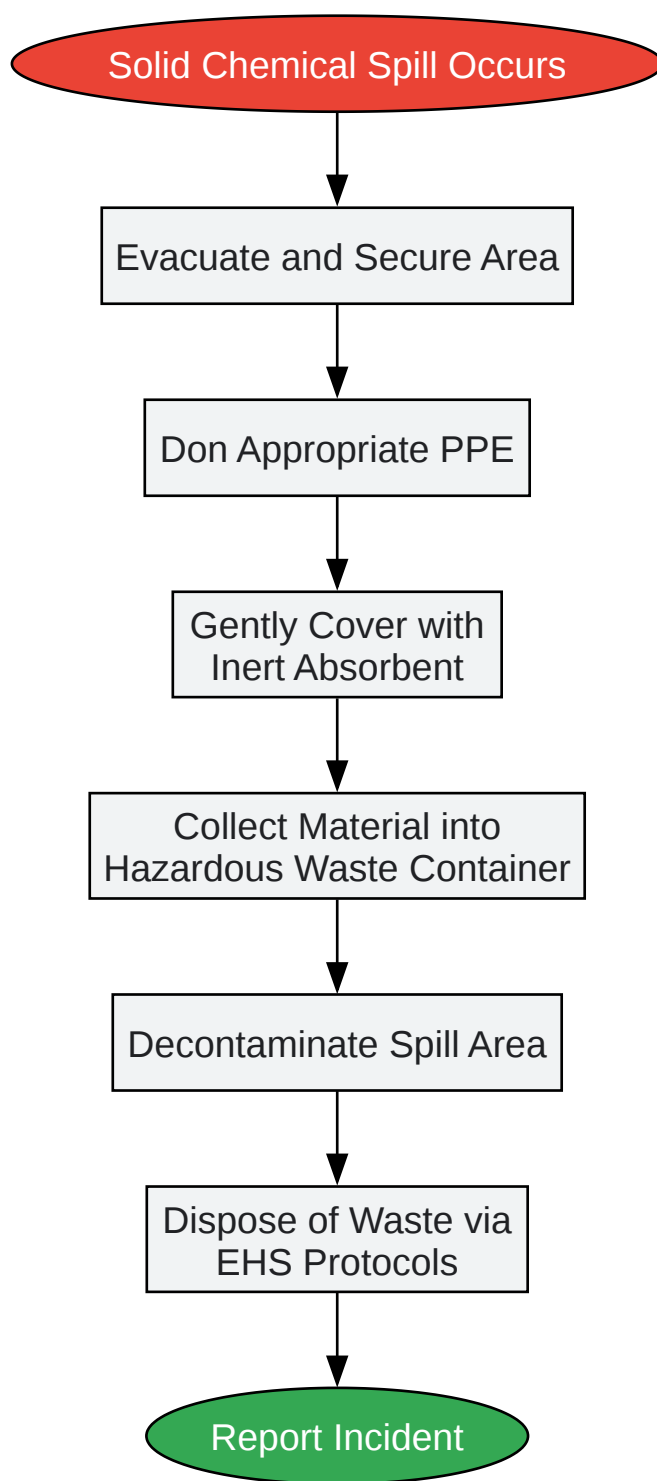 Solid Chemical Spill Occurs
Evacuate and Secure Area
Don Appropriate PPE
Gently Cover with
Inert Absorbent
Collect Material into
Hazardous Waste Container
Decontaminate Spill Area
Dispose of Waste via
EHS Protocols
Report Incident